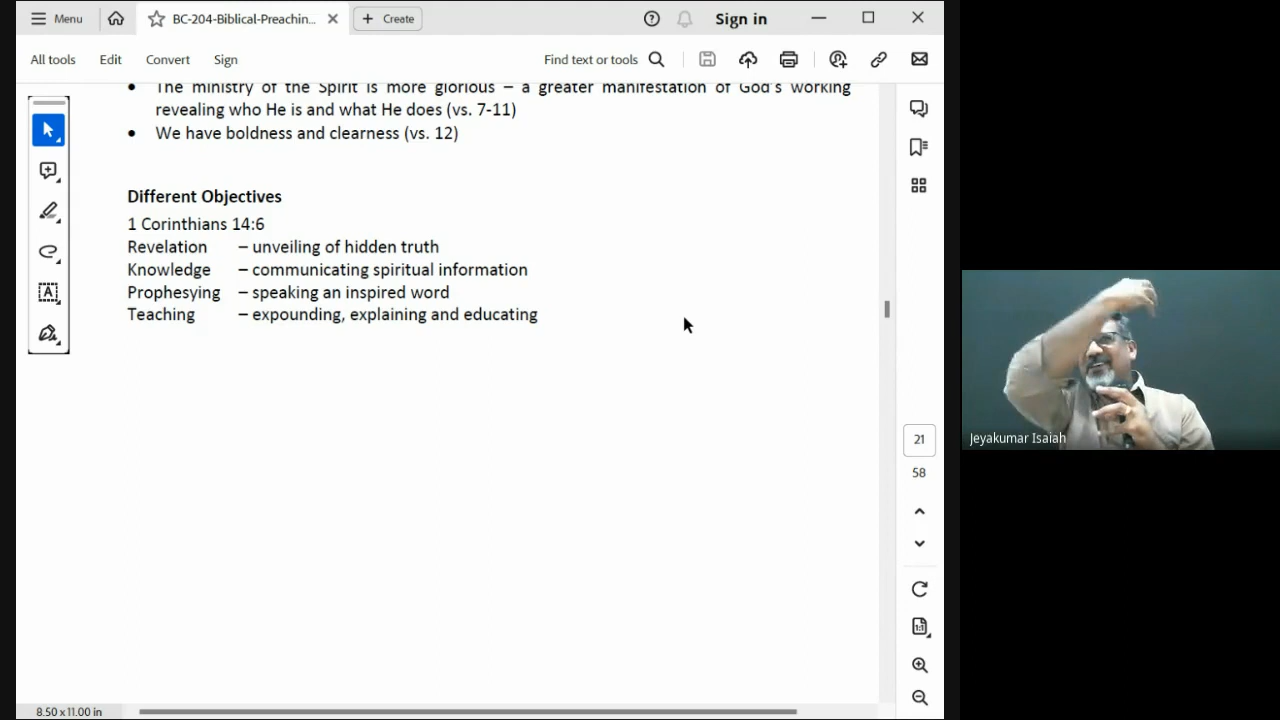 Menu
BC-204-Biblical-Preachin...
Create
Sign in
All tools
Edit
Convert
Sign
Find text or tools
• The ministry of the Spirit is more glorious – a greater manifestation of God's working
revealing who He is and what He does (vs. 7-11)
• We have boldness and clearness (vs. 12)
Different Objectives
1 Corinthians 14:6
Revelation – unveiling of hidden truth
Knowledge – communicating spiritual information
Prophesying – speaking an inspired word
Teaching – expounding, explaining and educating
21
58
8.50 x 11.00 in
Jeyakumar Isaiah